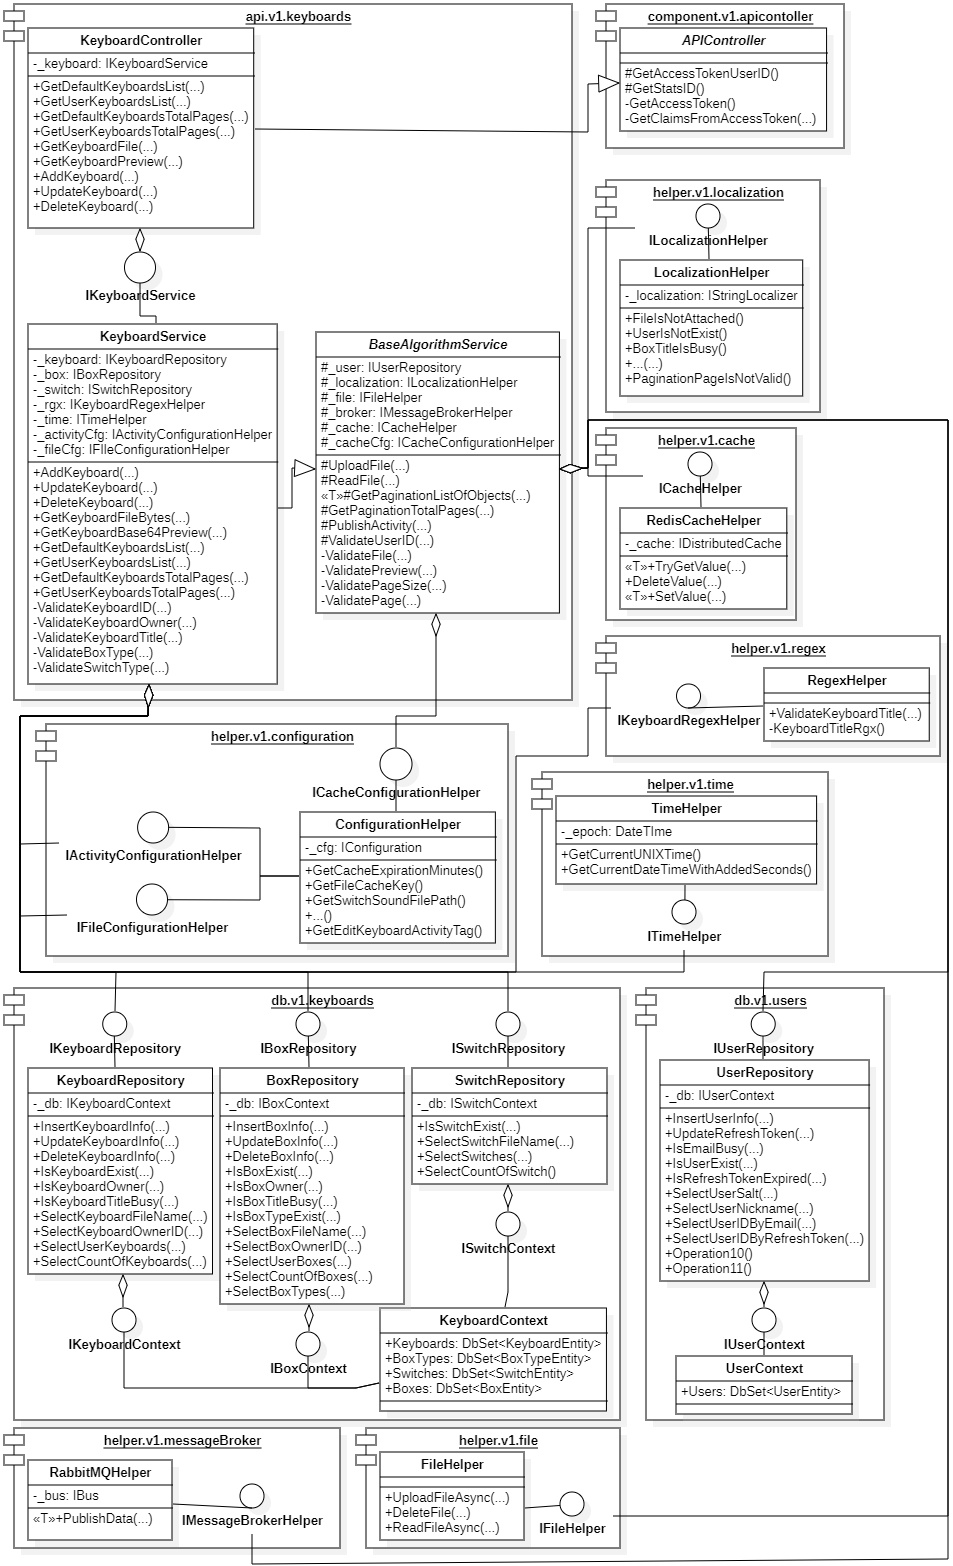 api.v1.keyboards
KeyboardController
-_keyboard: IKeyboardService
+GetDefaultKeyboardsList(...)
+GetUserKeyboardsList(...)
+GetDefaultKeyboardsTotalPages(...)
+GetUserKeyboardsTotalPages(...)
+GetKeyboardFile(...)
+GetKeyboardPreview(...)
+AddKeyboard(...)
+UpdateKeyboard(...)
+DeleteKeyboard(...)
IKeyboardService
KeyboardService
-_keyboard: IKeyboardRepository
-_box: IBoxRepository
-_switch: ISwitchRepository
-_rgx: IKeyboardRegexHelper
-_time: ITimeHelper
-_activityCfg: IActivityConfigurationHelper
-_fileCfg: IFIleConfigurationHelper
+AddKeyboard(...)
+UpdateKeyboard(...)
+DeleteKeyboard(...)
+GetKeyboardFileBytes(...)
+GetKeyboardBase64Preview(...)
+GetDefaultKeyboardsList(...)
+GetUserKeyboardsList(...)
+GetDefaultKeyboardsTotalPages(...)
+GetUserKeyboardsTotalPages(...)
-ValidateKeyboardID(...)
-ValidateKeyboardOwner(...)
-ValidateKeyboardTitle(...)
-ValidateBoxType(...)
-ValidateSwitchType(...)
BaseAlgorithmService
#_user: IUserRepository
#_localization: ILocalizationHelper
#_file: IFileHelper
#_broker: IMessageBrokerHelper
#_cache: ICacheHelper
#_cacheCfg: ICacheConfigurationHelper
#UploadFile(...)
#ReadFile(...)
«T»#GetPaginationListOfObjects(...)
#GetPaginationTotalPages(...)
#PublishActivity(...)
#ValidateUserID(...)
-ValidateFile(...)
-ValidatePreview(...)
-ValidatePageSize(...)
-ValidatePage(...)
component.v1.apicontoller
APIController
#GetAccessTokenUserID()
#GetStatsID()
-GetAccessToken()
-GetClaimsFromAccessToken(...)
helper.v1.localization
ILocalizationHelper
LocalizationHelper
-_localization: IStringLocalizer
+FileIsNotAttached()
+UserIsNotExist()
+BoxTitleIsBusy()
+...(...)
+PaginationPageIsNotValid()
helper.v1.cache
ICacheHelper
RedisCacheHelper
-_cache: IDistributedCache
«T»+TryGetValue(...)
+DeleteValue(...)
«T»+SetValue(...)
helper.v1.regex
IKeyboardRegexHelper
RegexHelper
+ValidateKeyboardTitle(...)
-KeyboardTitleRgx()
helper.v1.configuration
ICacheConfigurationHelper
IActivityConfigurationHelper
IFileConfigurationHelper
ConfigurationHelper
-_cfg: IConfiguration
+GetCacheExpirationMinutes()
+GetFileCacheKey()
+GetSwitchSoundFilePath()
+...()
+GetEditKeyboardActivityTag()
helper.v1.time
TimeHelper
-_epoch: DateTIme
+GetCurrentUNIXTime()
+GetCurrentDateTimeWithAddedSeconds()
ITimeHelper
db.v1.keyboards
IKeyboardRepository
KeyboardRepository
-_db: IKeyboardContext
+InsertKeyboardInfo(...)
+UpdateKeyboardInfo(...)
+DeleteKeyboardInfo(...)
+IsKeyboardExist(...)
+IsKeyboardOwner(...)
+IsKeyboardTitleBusy(...)
+SelectKeyboardFileName(...)
+SelectKeyboardOwnerID(...)
+SelectUserKeyboards(...)
+SelectCountOfKeyboards(...)
IKeyboardContext
IBoxRepository
BoxRepository
-_db: IBoxContext
+InsertBoxInfo(...)
+UpdateBoxInfo(...)
+DeleteBoxInfo(...)
+IsBoxExist(...)
+IsBoxOwner(...)
+IsBoxTitleBusy(...)
+IsBoxTypeExist(...)
+SelectBoxFileName(...)
+SelectBoxOwnerID(...)
+SelectUserBoxes(...)
+SelectCountOfBoxes(...)
+SelectBoxTypes(...)
IBoxContext
ISwitchRepository
SwitchRepository
-_db: ISwitchContext
+IsSwitchExist(...)
+SelectSwitchFileName(...)
+SelectSwitches(...)
+SelectCountOfSwitch()
ISwitchContext
KeyboardContext
+Keyboards: DbSet<KeyboardEntity>
+BoxTypes: DbSet<BoxTypeEntity>
+Switches: DbSet<SwitchEntity>
+Boxes: DbSet<BoxEntity>
db.v1.users
IUserRepository
UserRepository
-_db: IUserContext
+InsertUserInfo(...)
+UpdateRefreshToken(...)
+IsEmailBusy(...)
+IsUserExist(...)
+IsRefreshTokenExpired(...)
+SelectUserSalt(...)
+SelectUserNickname(...)
+SelectUserIDByEmail(...)
+SelectUserIDByRefreshToken(...)
+Operation10()
+Operation11()
IUserContext
UserContext
+Users: DbSet<UserEntity>
helper.v1.messageBroker
RabbitMQHelper
-_bus: IBus
«T»+PublishData(...)
IMessageBrokerHelper
helper.v1.file
FileHelper
+UploadFileAsync(...)
+DeleteFile(...)
+ReadFileAsync(...)
IFileHelper